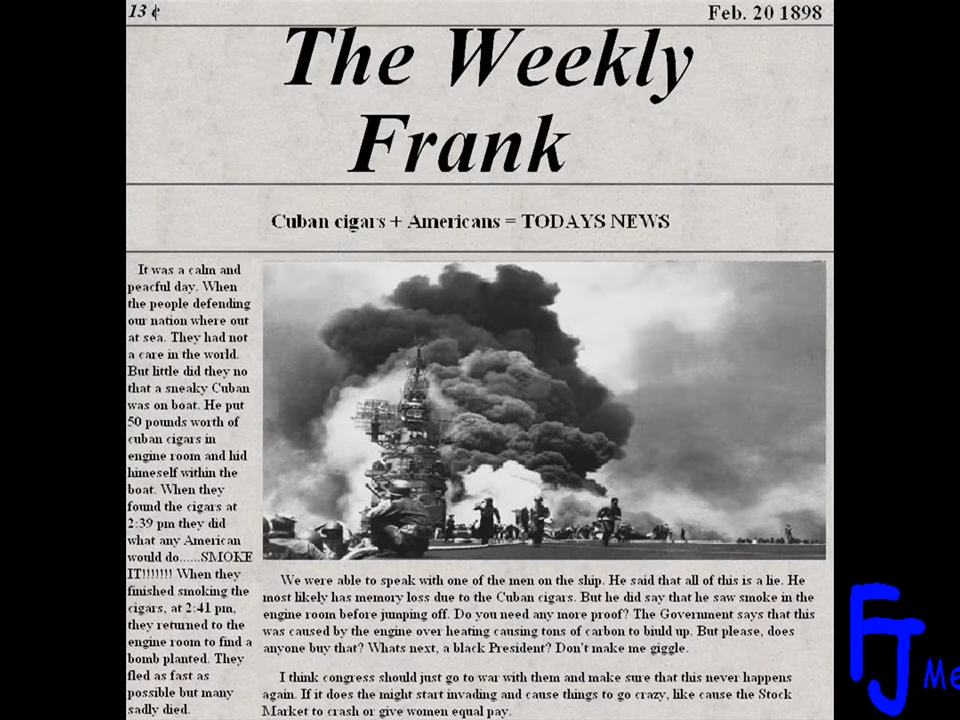 13 ¢
Feb. 20 1898
The Weekly
Frank
Cuban cigars + Americans = TODAYS NEWS
It was a calm and
peacful day. When
the people defending
our nation where out
at sea. They had not
a care in the world.
But little did they no
that a sneaky Cuban
was on boat. He put
50 pounds worth of
cuban cigars in
engine room and hid
himeself within the
boat. When they
found the cigars at
2:39 pm they did
what any American
would do......SMOKE
IT!!!!!!! When they
finished smoking the
cigars, at 2:41 pm,
they returned to the
engine room to find a
bomb planted. They
fled as fast as
possible but many
sadly died.
We were able to speak with one of the men on the ship. He said that all of this is a lie. He
most likely has memory loss due to the Cuban cigars. But he did say that he saw smoke in the
engine room before jumping off. Do you need any more proof? The Government says that this
was caused by the engine over heating causing tons of carbon to biuld up. But please, does
anyone buy that? Whats next, a black President? Don't make me giggle.
I think congress should just go to war with them and make sure that this never happens
again. If it does the might start invading and cause things to go crazy, like cause the Stock
Market to crash or give women equal pay.
FJ
Me